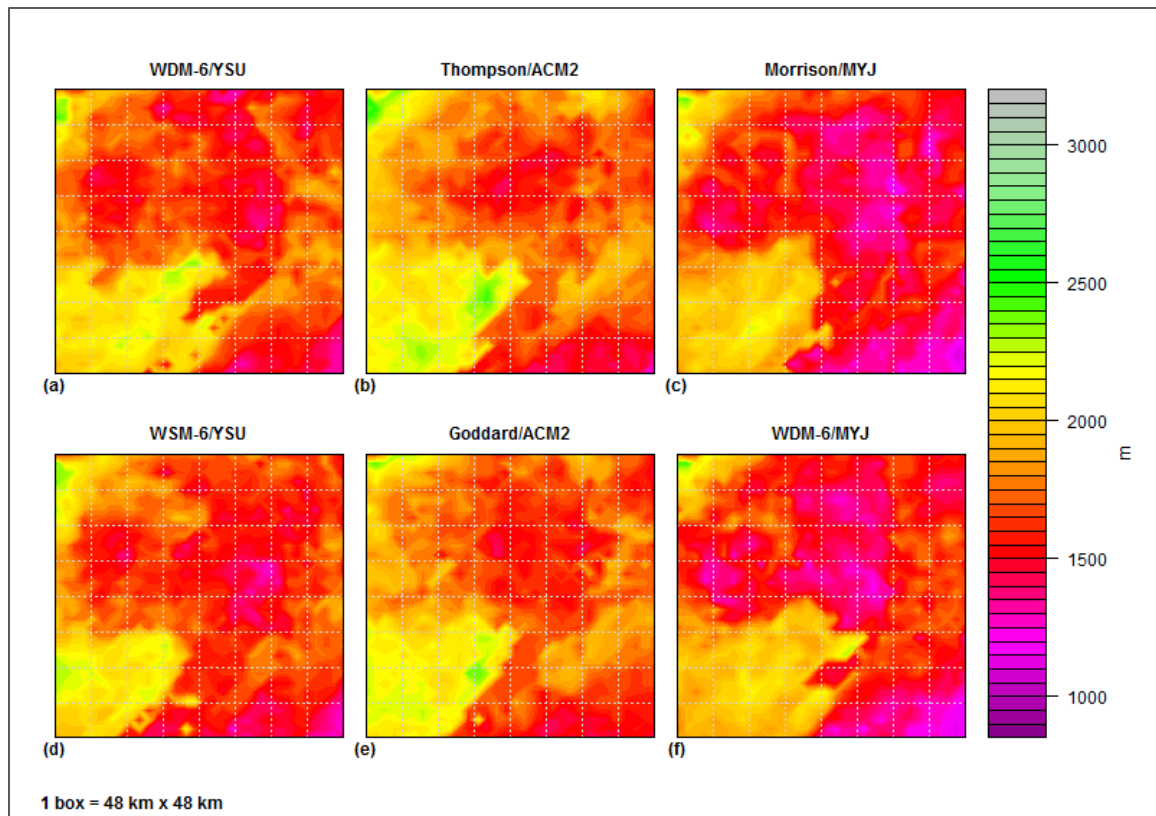 WDM-6/YSU
Thompson/ACM2
Morrison/MYJ
(a)
(b)
(c)
3000
2500
2000
1500
1000
m
WSM-6/YSU
Goddard/ACM2
WDM-6/MYJ
(d)
(e)
(f)
1 box = 48 km x 48 km